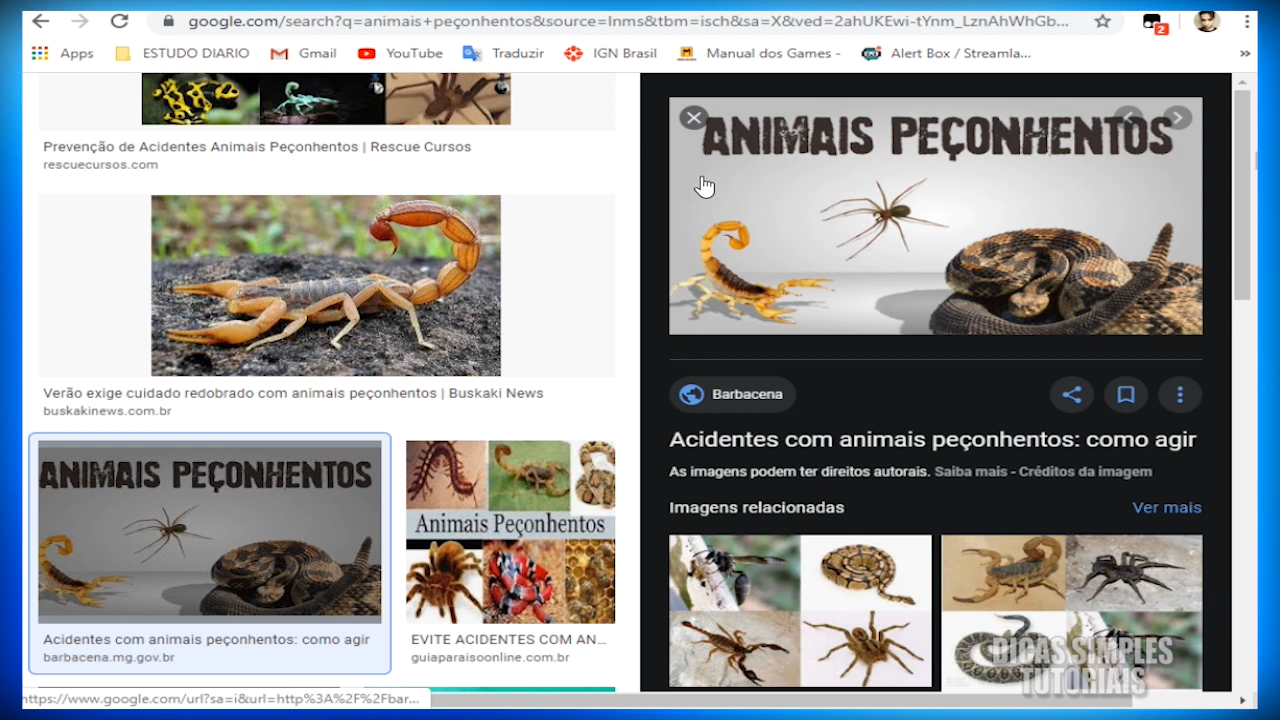 google.com/search?q=animais+peçonhentos&source=lnms&tbm=isch&sa=X&ved=2ahUKEwi-tYnm_LznAhWhGb...
2
Apps
ESTUDO DIARIO
Gmail
YouTube
Traduzir
IGN Brasil
Manual dos Games -
Alert Box / Streamla...
»
Prevenção de Acidentes Animais Peçonhentos | Rescue Cursos
rescuecursos.com
Verão exige cuidado redobrado com animais peçonhentos | Buskaki News
buskakinews.com.br
ANIMAIS PEÇONHENTOS
Acidentes com animais peçonhentos: como agir
barbacena.mg.gov.br
Animais Peçonhentos
EVITE ACIDENTES COM AN...
guiaparaisoonline.com.br
https://www.google.com/url?sa=i&url=http%3A%2F%2Fbar...
ANIMAIS PEÇONHENTOS
Barbacena
Acidentes com animais peçonhentos: como agir
As imagens podem ter direitos autorais. Saiba mais - Créditos da imagem
Imagens relacionadas
Ver mais
DICAS SIMPLES
TUTORIAIS